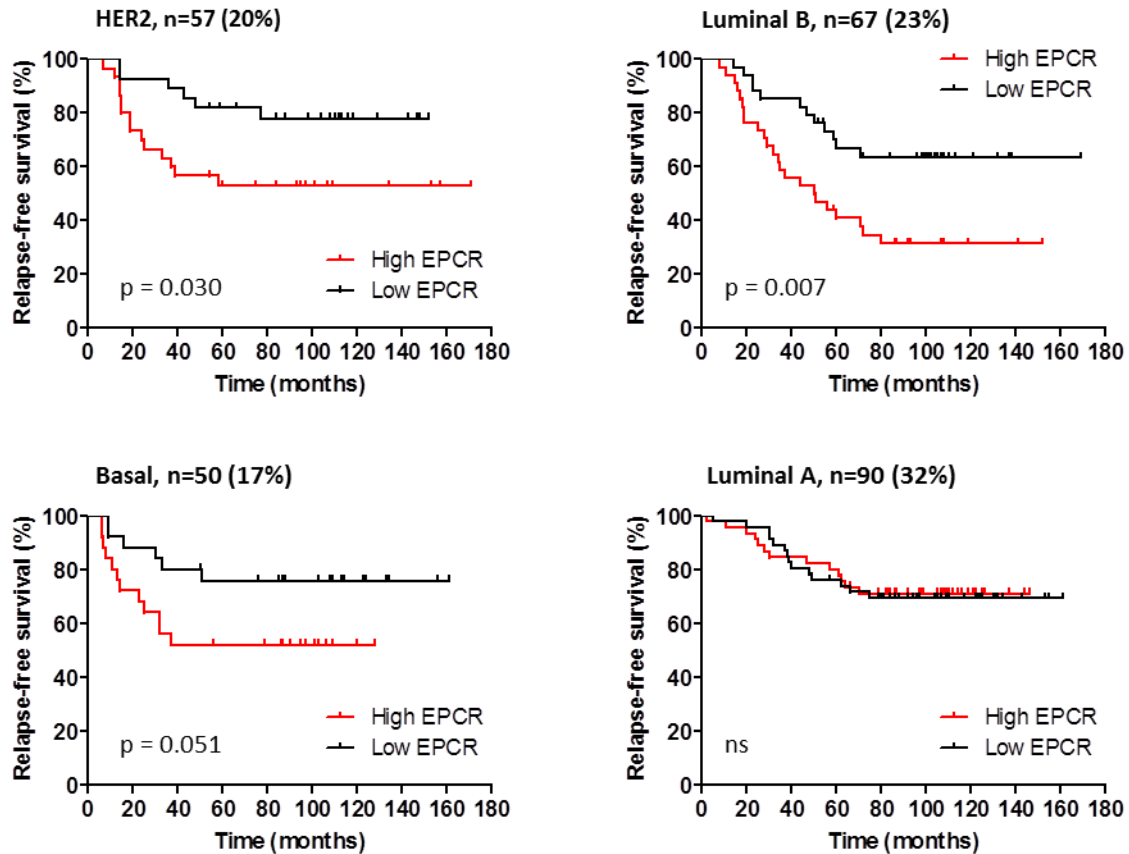 HER2, n=57 (20%)
Relapse-free survival (%)
100
80
60
40
20
0
High EPCR
Low EPCR
p = 0.030
0 20 40 60 80 100 120 140 160 180
Time (months)
Luminal B, n=67 (23%)
Relapse-free survival (%)
100
80
60
40
20
0
High EPCR
Low EPCR
p = 0.007
0 20 40 60 80 100 120 140 160 180
Time (months)
Basal, n=50 (17%)
Relapse-free survival (%)
100
80
60
40
20
0
High EPCR
Low EPCR
p = 0.051
0 20 40 60 80 100 120 140 160 180
Time (months)
Luminal A, n=90 (32%)
Relapse-free survival (%)
100
80
60
40
20
0
High EPCR
Low EPCR
ns
0 20 40 60 80 100 120 140 160 180
Time (months)